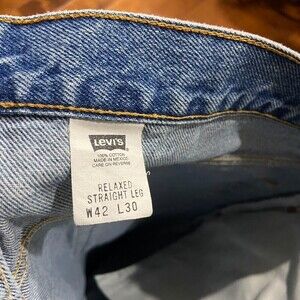 Levi's
100% COTTON
MADE IN MEXICO
CARE ON REVERSE
RELAXED
STRAIGHT LEG
W42 L30